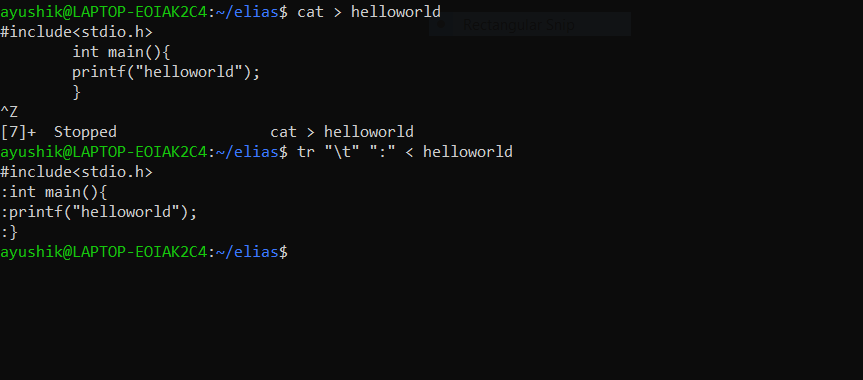 ayushik@LAPTOP-EOIAK2C4:~/elias$ cat > helloworld
Rectangular Snip
#include<stdio.h>
        int main(){
        printf("helloworld");
        }
^Z
[7]+  Stopped                 cat > helloworld
ayushik@LAPTOP-EOIAK2C4:~/elias$ tr "\t" ":" < helloworld
#include<stdio.h>
:int main(){
:printf("helloworld");
:}
ayushik@LAPTOP-EOIAK2C4:~/elias$